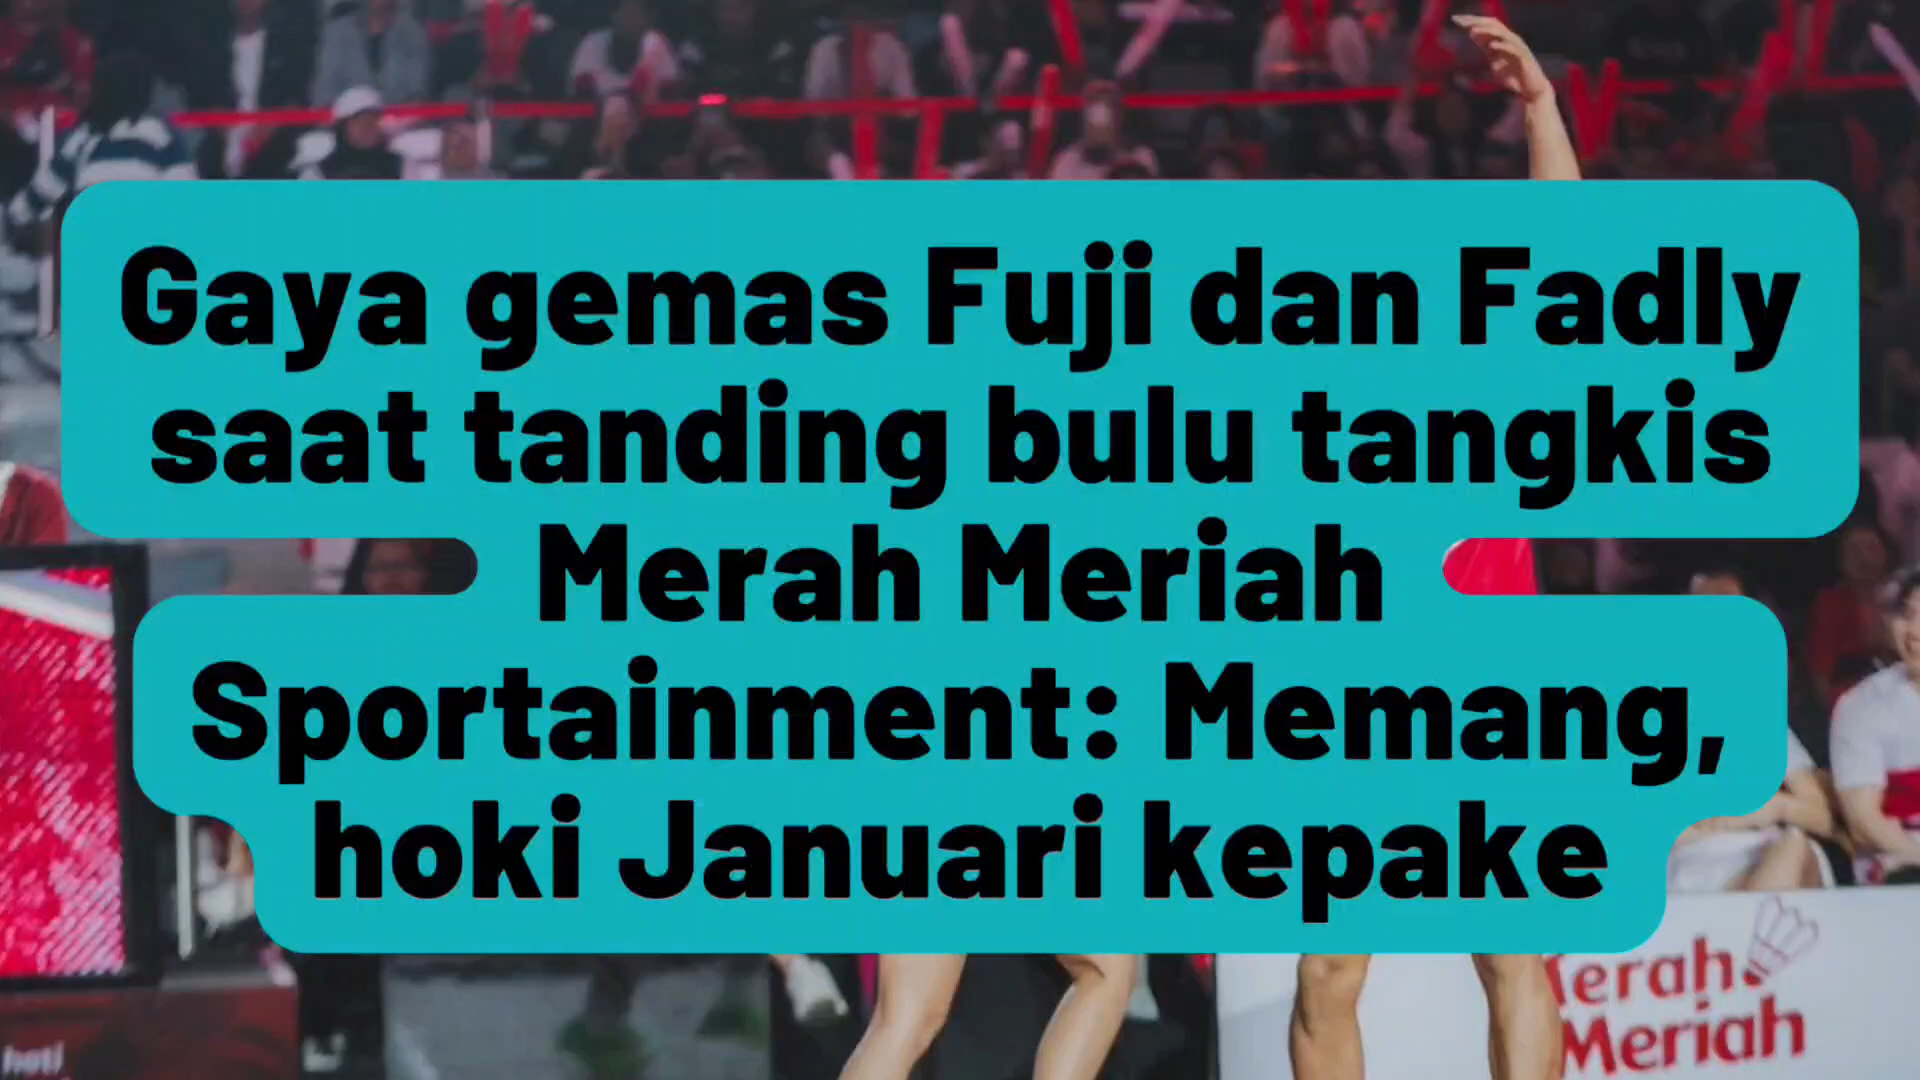 Gaya gemas Fuji dan Fadly
saat tanding bulu tangkis
Merah Meriah
Sportainment: Memang,
hoki Januari kepake
Merah
Meriah